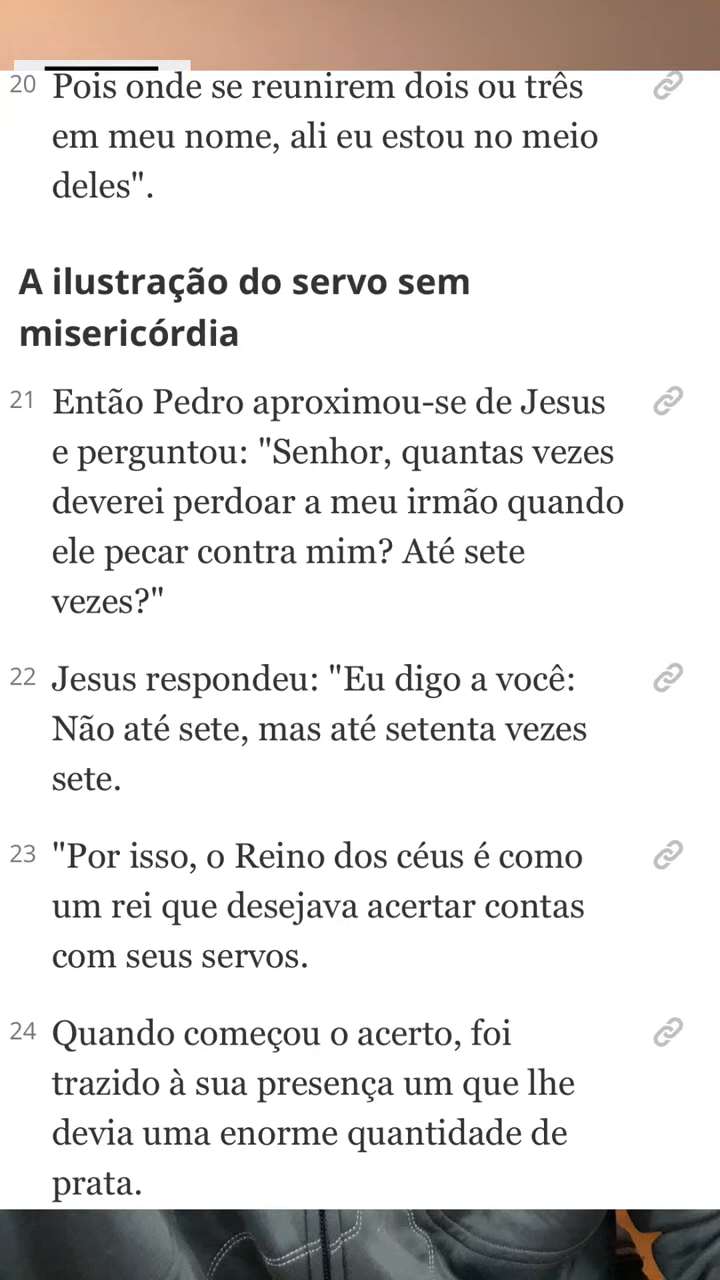 20 Pois onde se reunirem dois ou três
em meu nome, ali eu estou no meio
deles".
A ilustração do servo sem
misericórdia
21 Então Pedro aproximou-se de Jesus
e perguntou: "Senhor, quantas vezes
deverei perdoar a meu irmão quando
ele pecar contra mim? Até sete
vezes?"
22 Jesus respondeu: "Eu digo a você:
Não até sete, mas até setenta vezes
sete.
23 "Por isso, o Reino dos céus é como
um rei que desejava acertar contas
com seus servos.
24 Quando começou o acerto, foi
trazido à sua presença um que lhe
devia uma enorme quantidade de
prata.